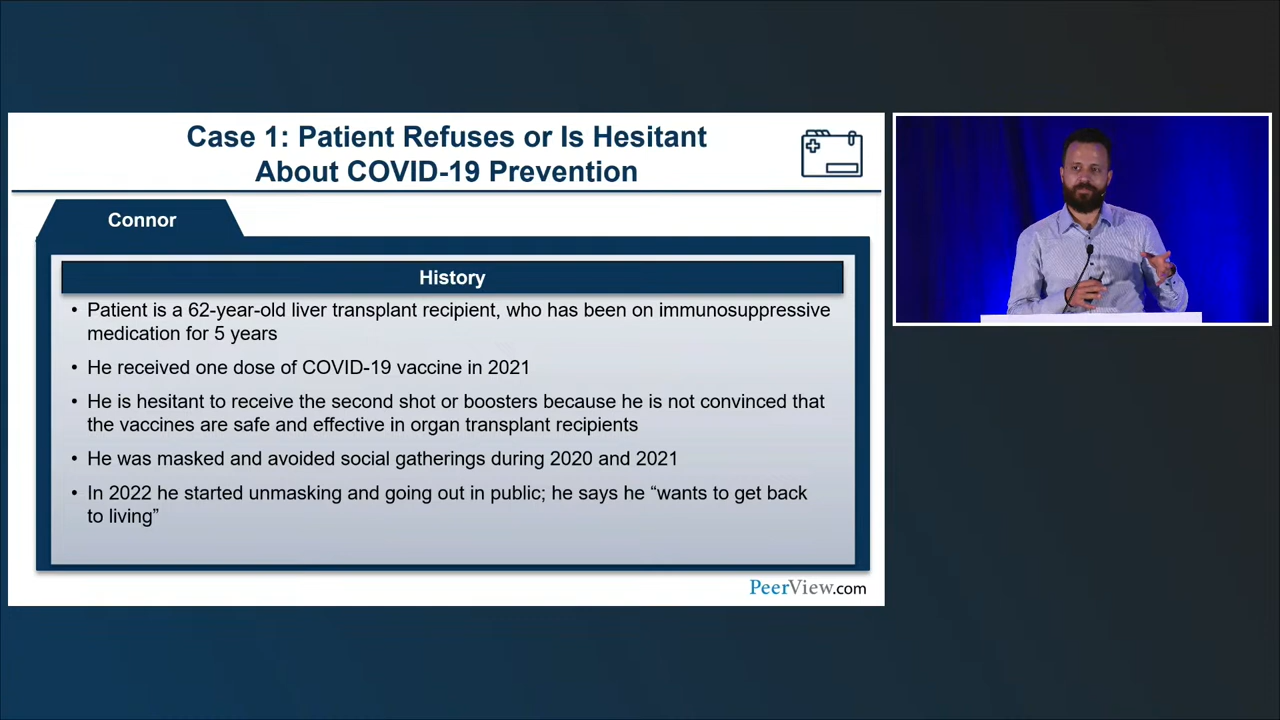 Case 1: Patient Refuses or Is Hesitant
About COVID-19 Prevention
Connor
History
• Patient is a 62-year-old liver transplant recipient, who has been on immunosuppressive
medication for 5 years
• He received one dose of COVID-19 vaccine in 2021
• He is hesitant to receive the second shot or boosters because he is not convinced that
the vaccines are safe and effective in organ transplant recipients
• He was masked and avoided social gatherings during 2020 and 2021
• In 2022 he started unmasking and going out in public; he says he “wants to get back
to living”
PeerView.com